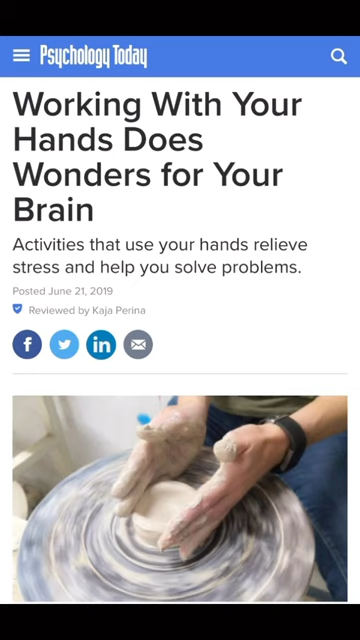 Psychology Today
Working With Your
Hands Does
Wonders for Your
Brain
Activities that use your hands relieve
stress and help you solve problems.
Posted June 21, 2019
Reviewed by Kaja Perina